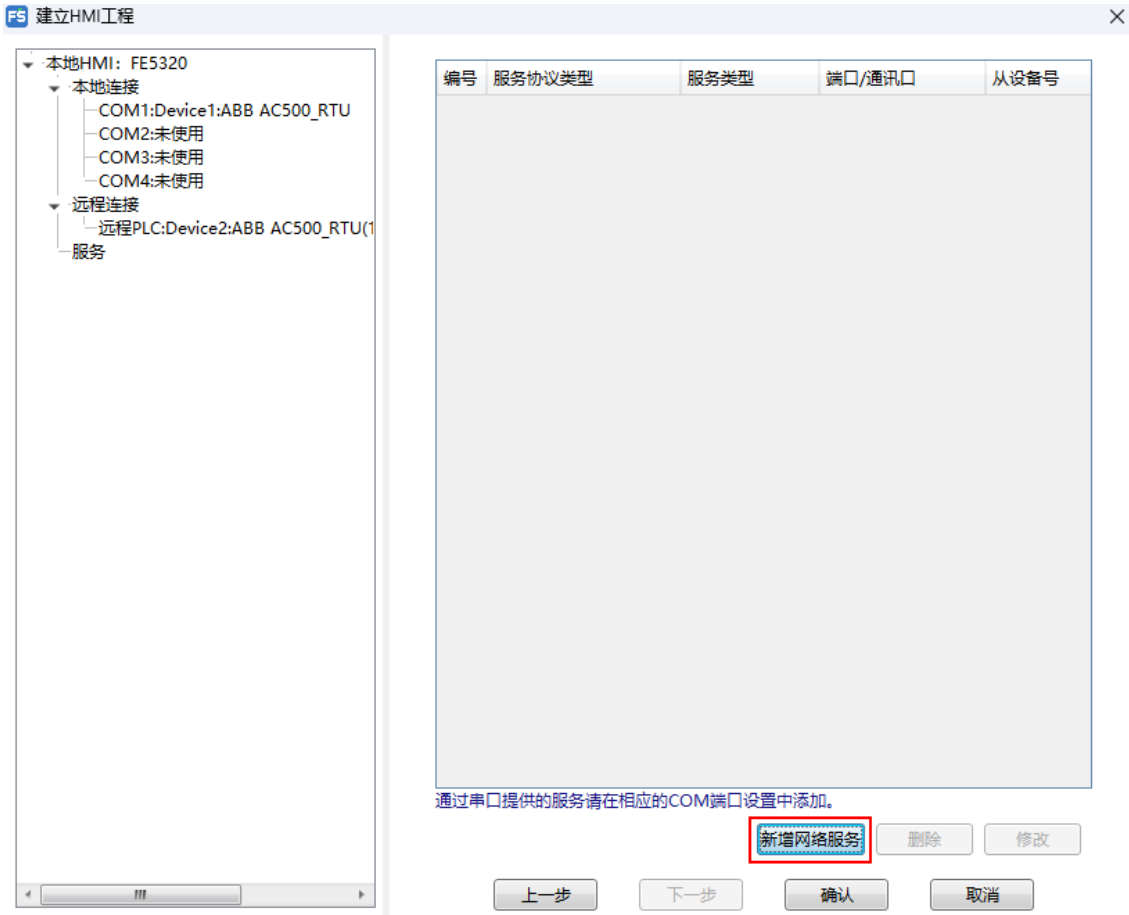 FS 建立HMI工程
本地HMI：FE5320
本地连接
COM1:Device1:ABB AC500_RTU
COM2:未使用
COM3:未使用
COM4:未使用
远程连接
远程PLC:Device2:ABB AC500_RTU(1
服务
编号 服务协议类型 服务类型 端口/通讯口 从设备号
通过串口提供的服务请在相应的COM端口设置中添加。
新增网络服务 删除 修改
上一步 下一步 确认 取消